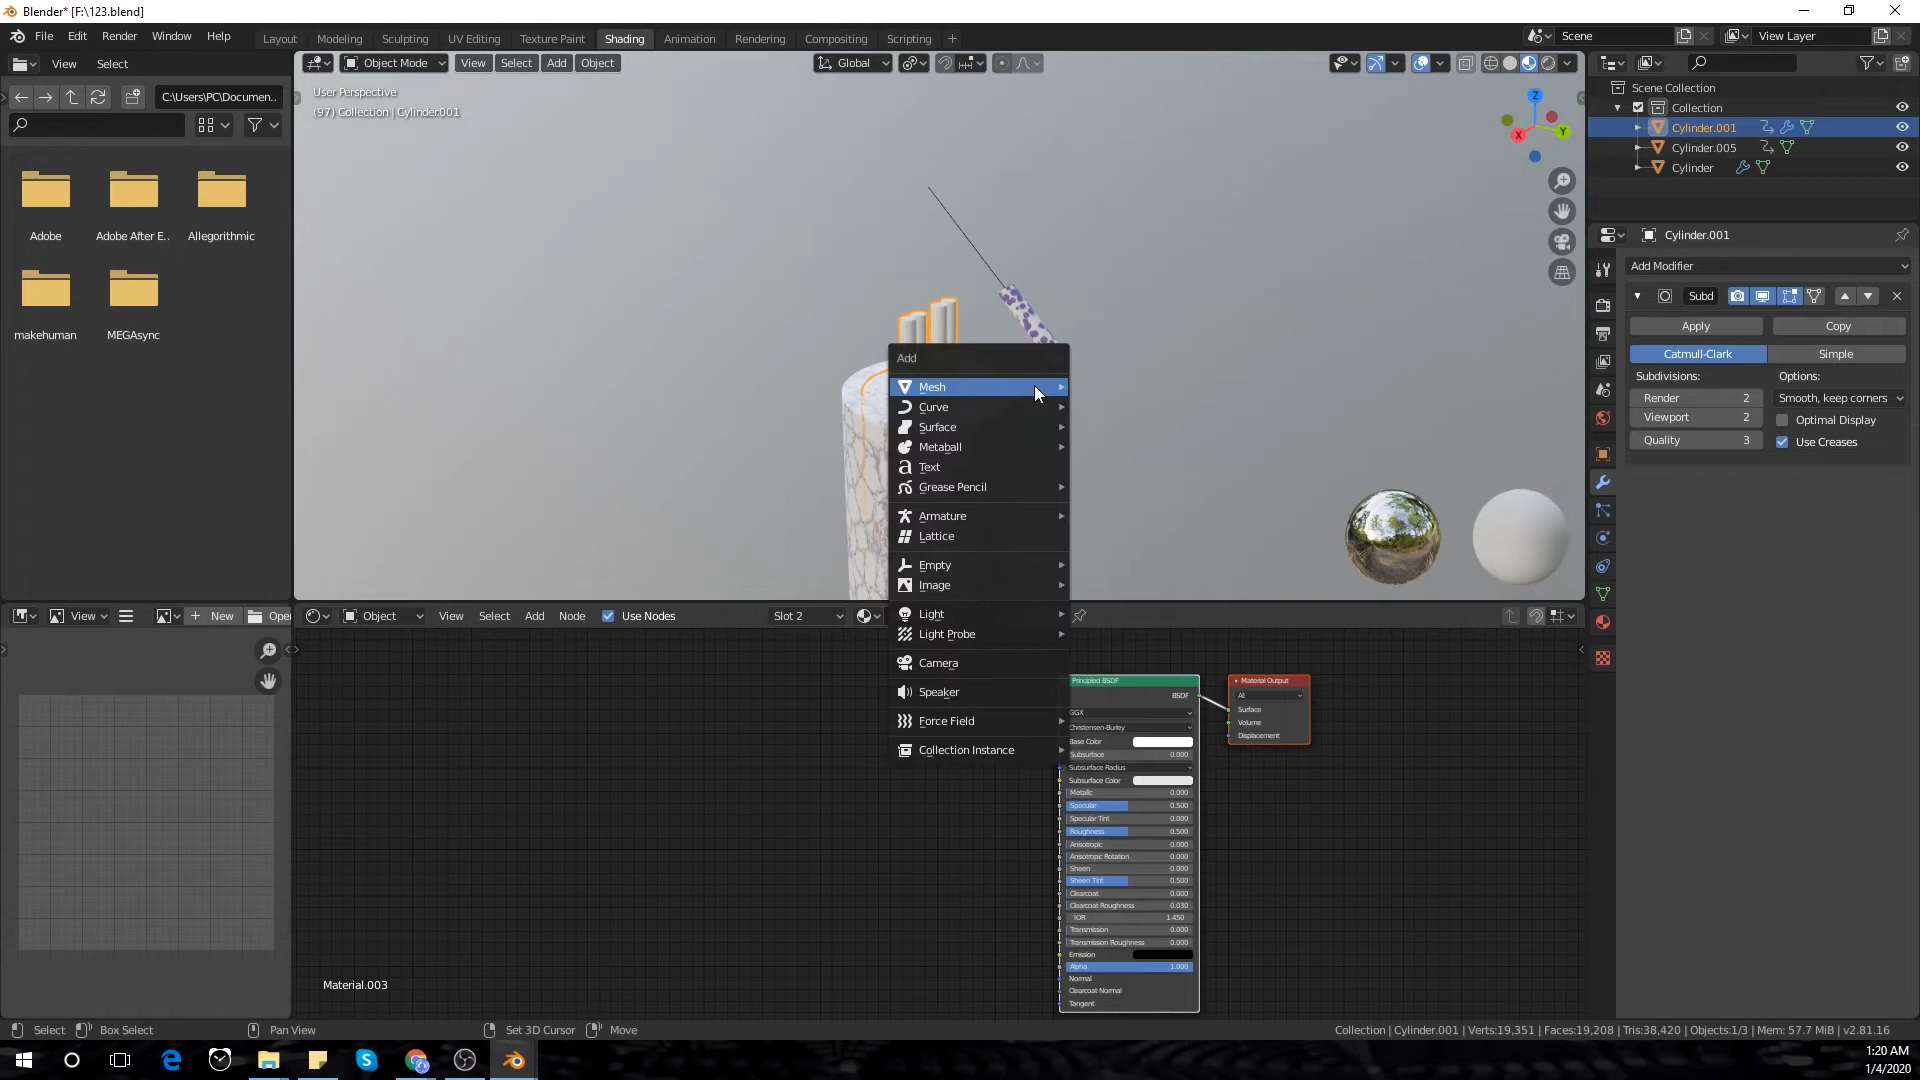 Blender* [F:\123.blend]
File Edit Render Window Help
Layout Modeling Sculpting UV Editing Texture Paint Shading Animation Rendering Compositing Scripting
Scene
View Layer
View Select
Object Mode
View Select Add Object
Global
C:\Users\PC\Documen..
User Perspective
(97) Collection | Cylinder.001
Z
X
Y
Adobe
Adobe After E..
Allegorithmic
makehuman
MEGAsync
Scene Collection
Collection
Cylinder.001
Cylinder.005
Cylinder
Cylinder.001
Add Modifier
Subd
Apply
Copy
Catmull-Clark
Simple
Subdivisions:
Options:
Render 2
Smooth, keep corners
Viewport 2
Optimal Display
Quality 3
Use Creases
Add
Mesh
Curve
Surface
Metaball
Text
Grease Pencil
Armature
Lattice
Empty
Image
Light
Light Probe
Camera
Speaker
Force Field
Collection Instance
View
New
Open
Object
View Select Add Node
Use Nodes
Slot 2
Principled BSDF
BSDF
GGX
Christensen-Burley
Base Color
Subsurface 0.000
Subsurface Radius
Subsurface Color
Metallic 0.000
Specular 0.500
Specular Tint 0.000
Roughness 0.500
Anisotropic 0.000
Anisotropic Rotation 0.000
Sheen 0.000
Sheen Tint 0.500
Clearcoat 0.000
Clearcoat Roughness 0.030
IOR 1.450
Transmission 0.000
Transmission Roughness 0.000
Emission
Alpha 1.000
Normal
Clearcoat Normal
Tangent
Material Output
All
Surface
Volume
Displacement
Material.003
Select
Box Select
Pan View
Set 3D Cursor
Move
Collection | Cylinder.001 | Verts:19,351 | Faces:19,208 | Tris:38,420 | Objects:1/3 | Mem: 57.7 MiB | v2.81.16
1:20 AM
1/4/2020